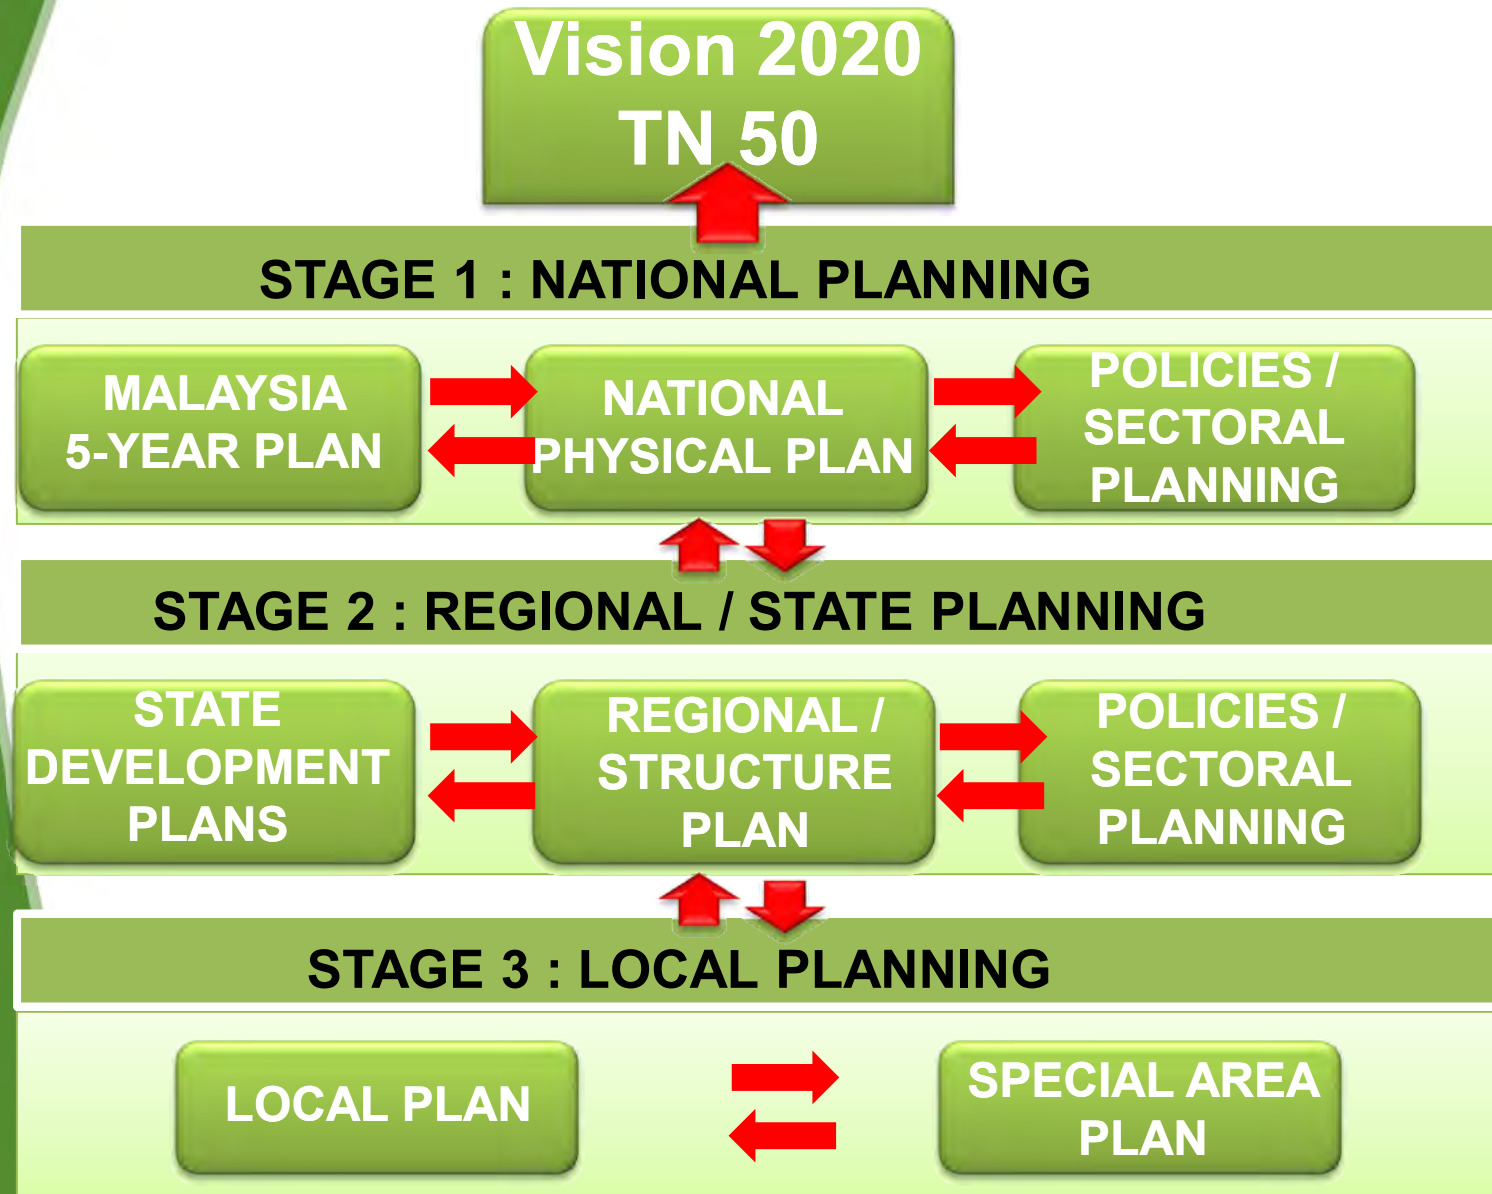 Vision 2020
TN 50
STAGE 1 : NATIONAL PLANNING
MALAYSIA
5-YEAR PLAN
NATIONAL
PHYSICAL PLAN
POLICIES /
SECTORAL
PLANNING
STAGE 2 : REGIONAL / STATE PLANNING
STATE
DEVELOPMENT
PLANS
REGIONAL /
STRUCTURE
PLAN
POLICIES /
SECTORAL
PLANNING
STAGE 3 : LOCAL PLANNING
LOCAL PLAN
SPECIAL AREA
PLAN